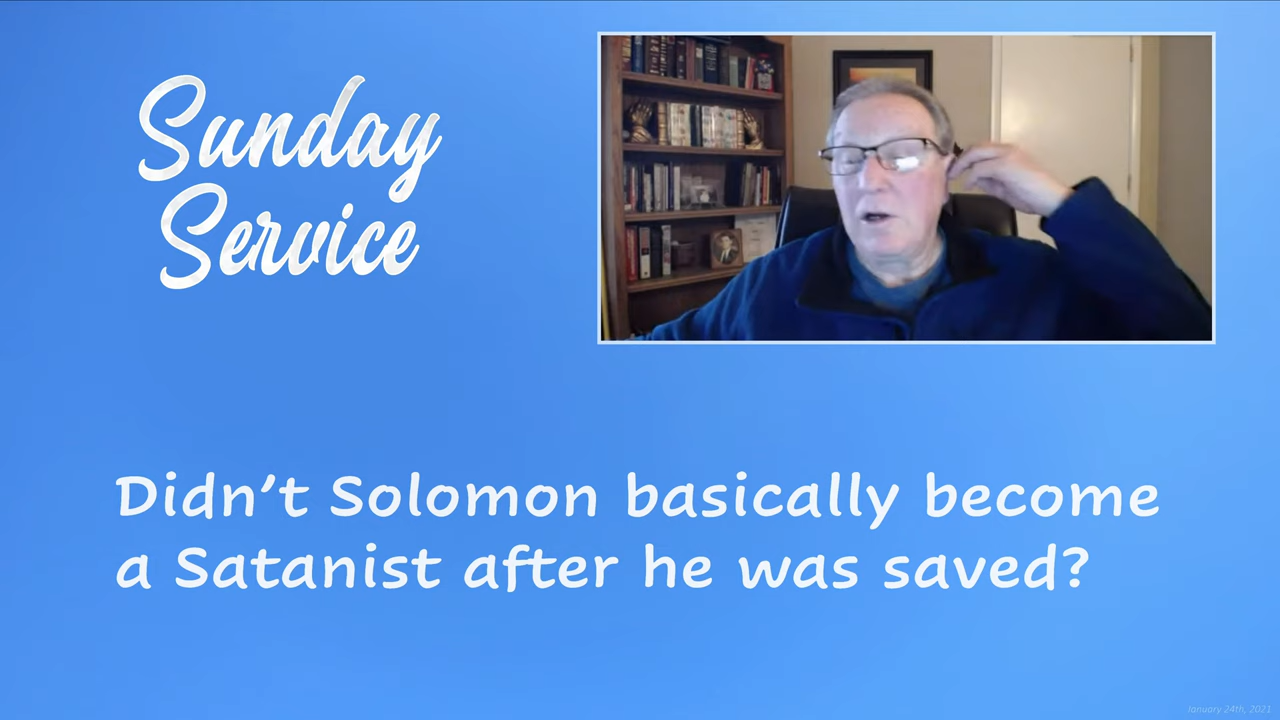 Sunday
Service
Didn't Solomon basically become
a Satanist after he was saved?
January 24th, 2021